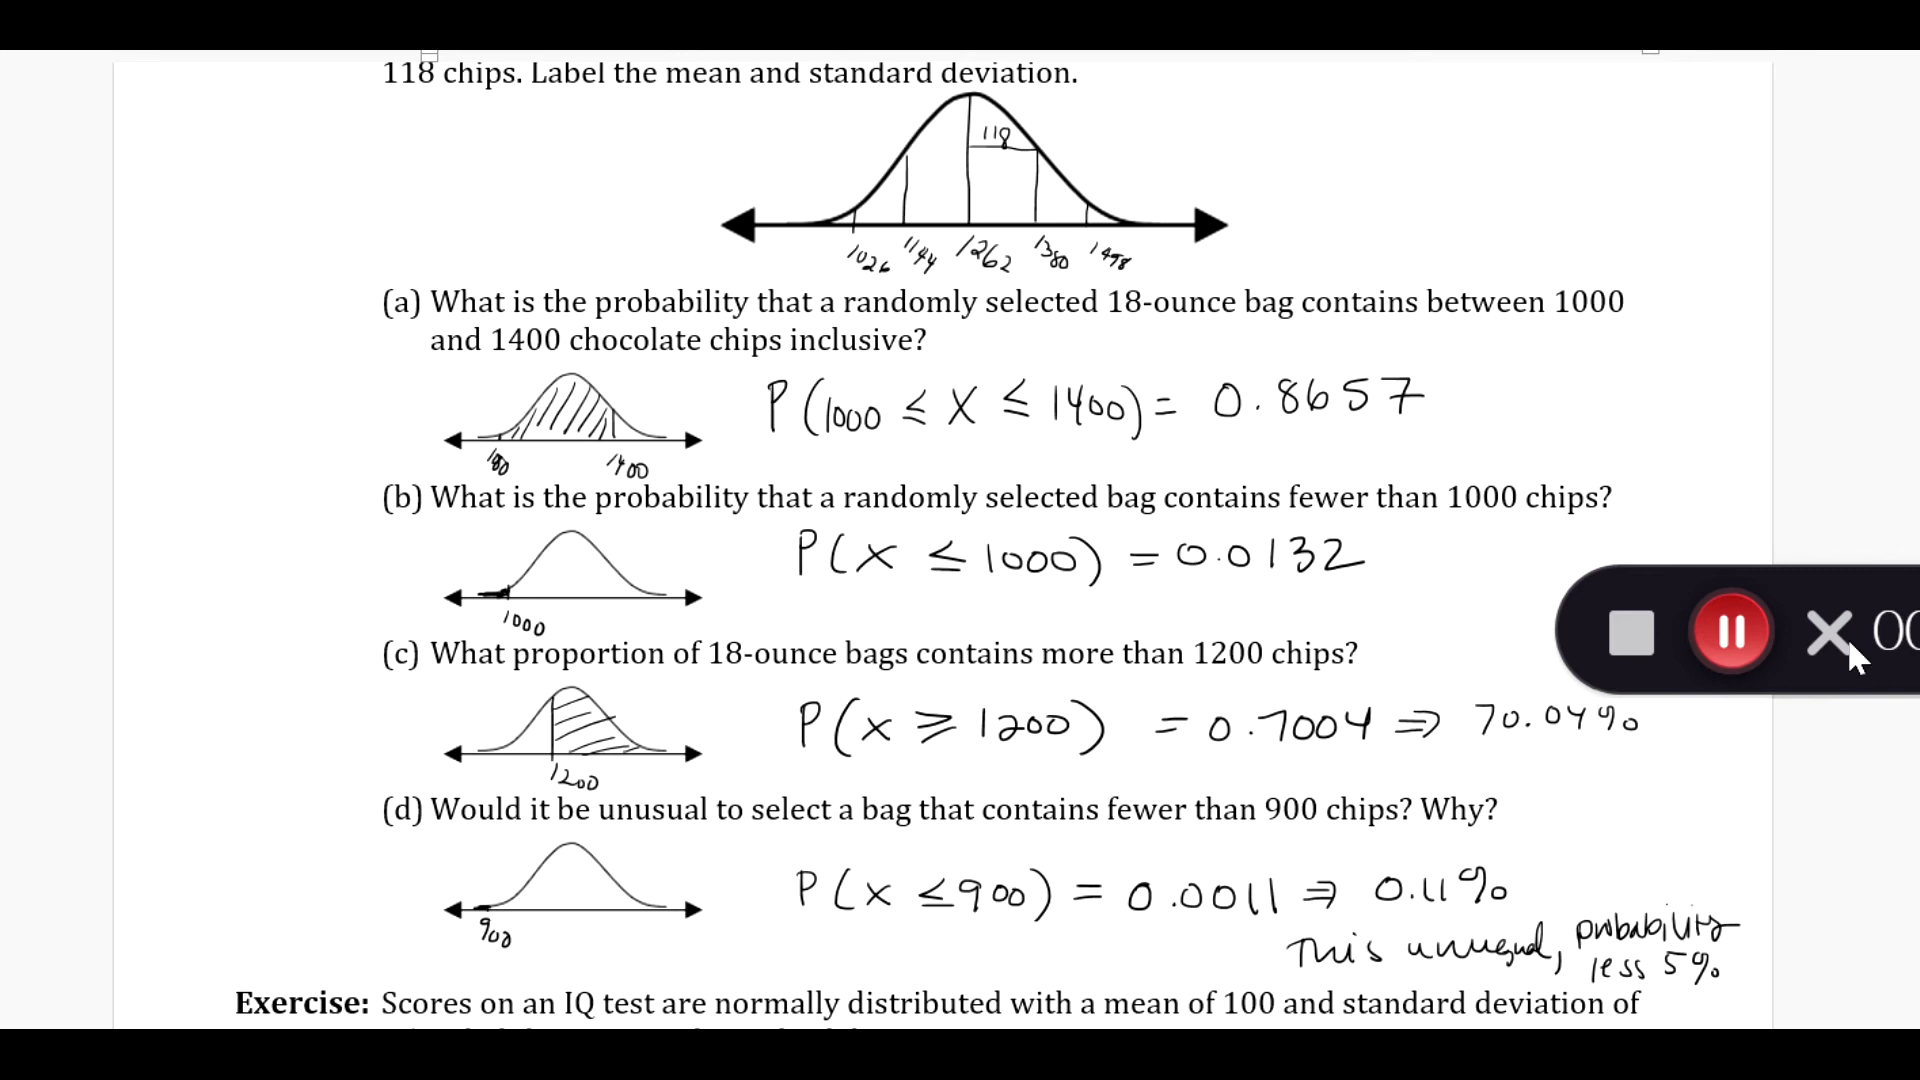 118 chips. Label the mean and standard deviation.
118
1026 1144 1262 1380 1498
(a) What is the probability that a randomly selected 18-ounce bag contains between 1000
and 1400 chocolate chips inclusive?
P(1000 ≤ X ≤ 1400) = 0.8657
1400
(b) What is the probability that a randomly selected bag contains fewer than 1000 chips?
P(x ≤ 1000) = 0.0132
1000
(c) What proportion of 18-ounce bags contains more than 1200 chips?
P(x ≥ 1200) = 0.7004 ⇒ 70.04%
1200
(d) Would it be unusual to select a bag that contains fewer than 900 chips? Why?
P(x ≤ 900) = 0.0011 ⇒ 0.11%
900
This unusual, probability
less 5%
Exercise: Scores on an IQ test are normally distributed with a mean of 100 and standard deviation of